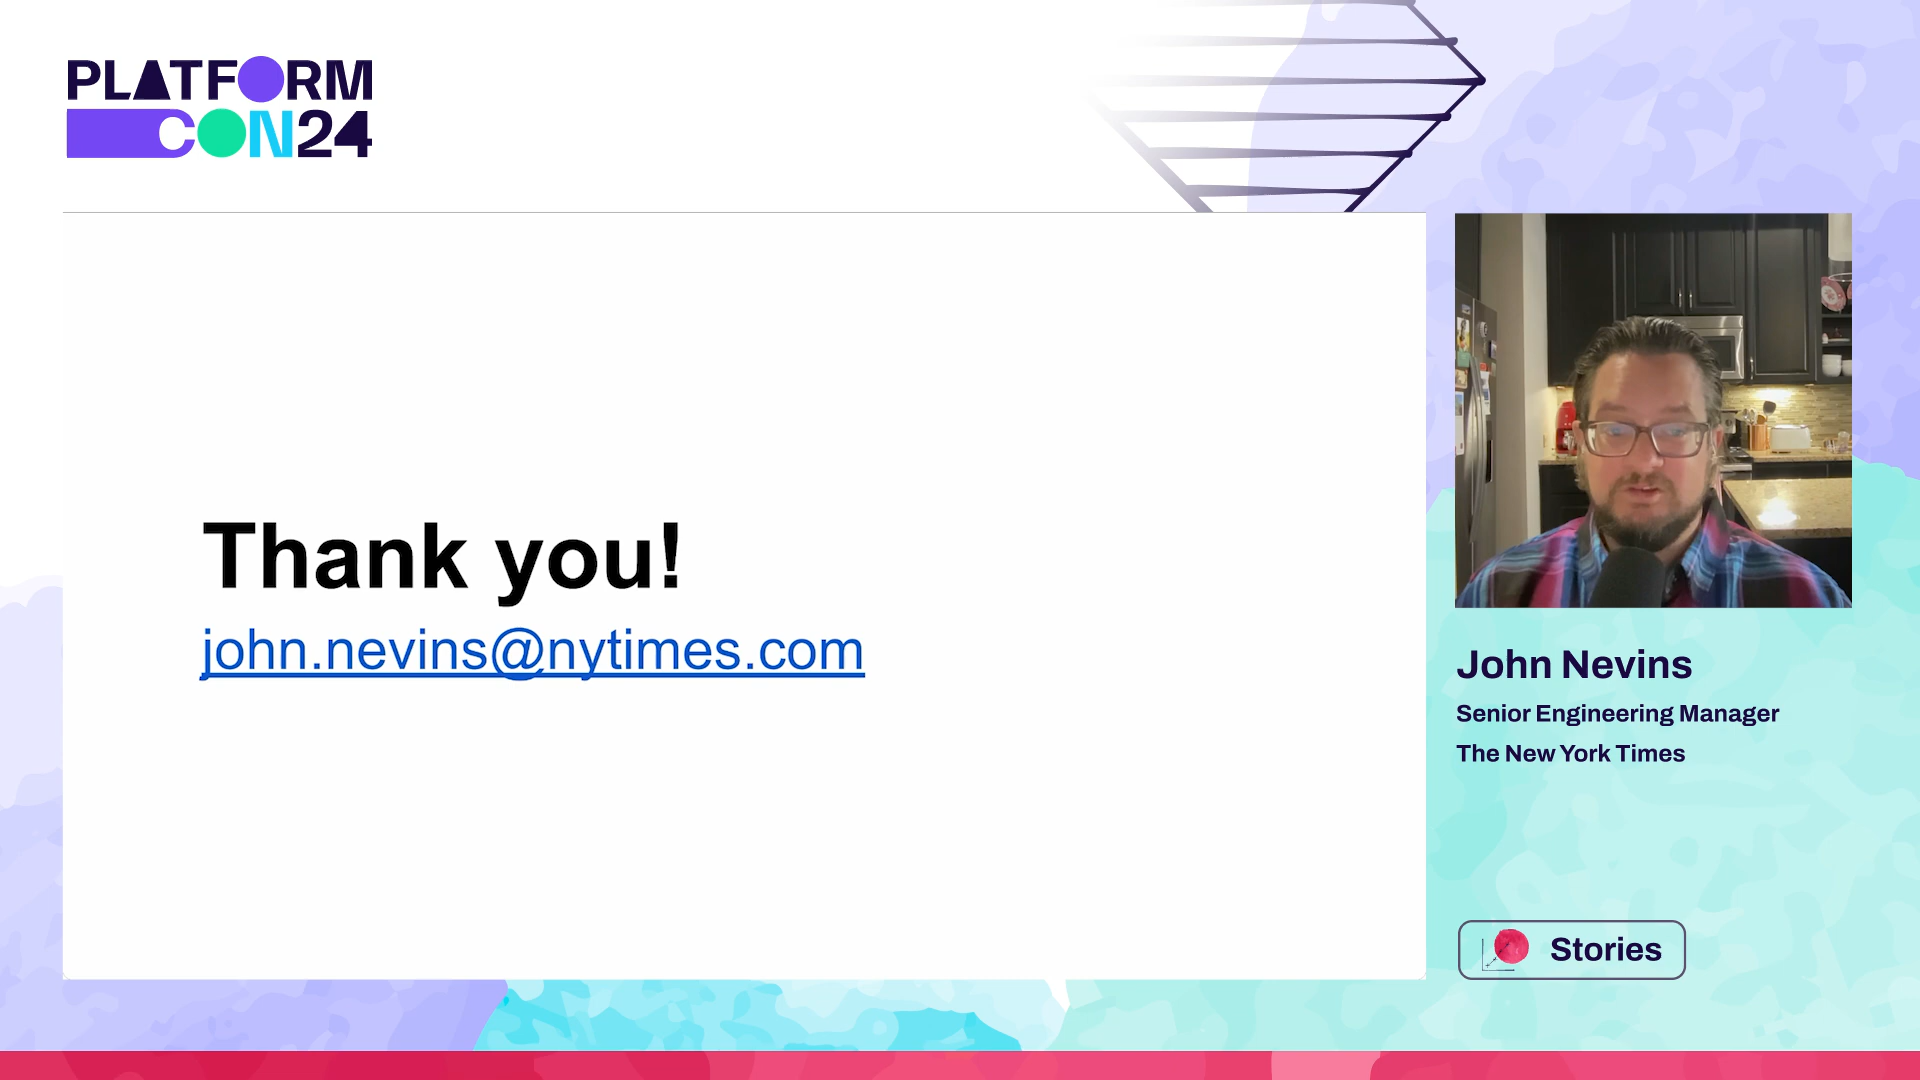 PLATFORM
CON24
Thank you!
john.nevins@nytimes.com
John Nevins
Senior Engineering Manager
The New York Times
Stories